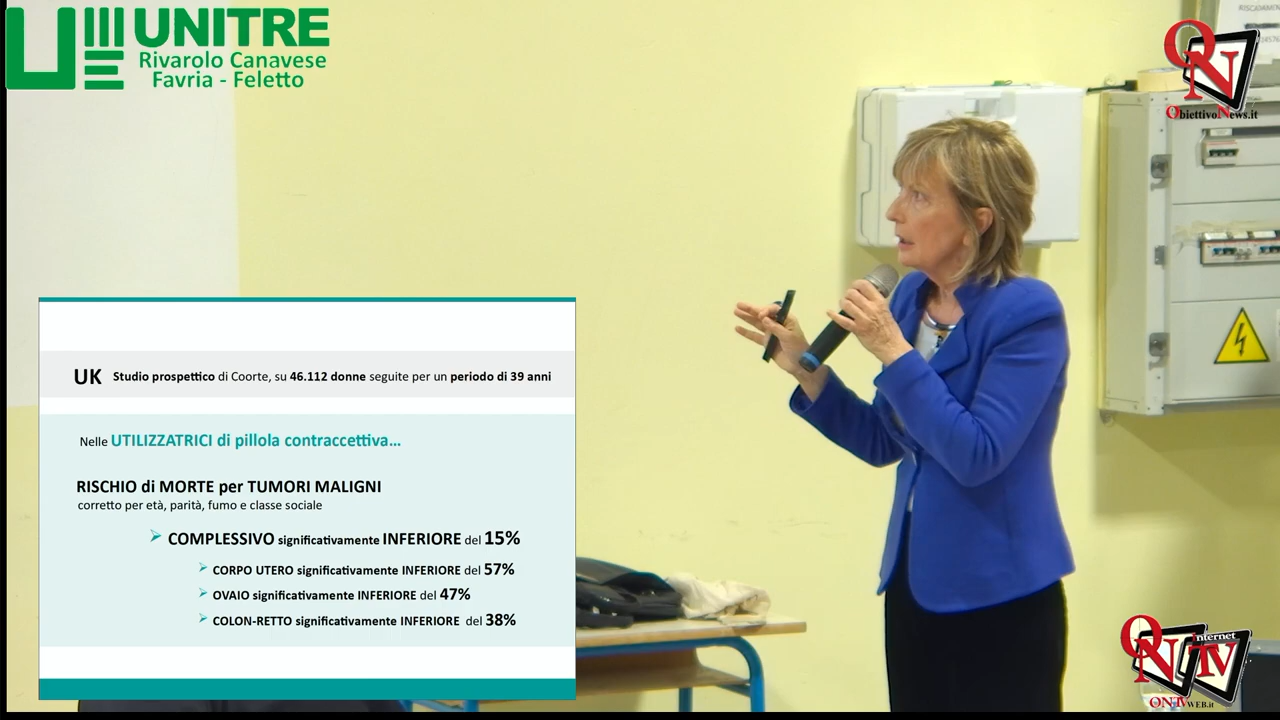 UNITRE
Rivarolo Canavese
Favria - Feletto
ON
ObiettivoNews.it
UK Studio prospettico di Coorte, su 46.112 donne seguite per un periodo di 39 anni
Nelle UTILIZZATRICI di pillola contraccettiva...
RISCHIO di MORTE per TUMORI MALIGNI
corretto per età, parità, fumo e classe sociale
COMPLESSIVO significativamente INFERIORE del 15%
CORPO UTERO significativamente INFERIORE del 57%
OVAIO significativamente INFERIORE del 47%
COLON-RETTO significativamente INFERIORE del 38%
internet
ON TV
ONTVWEB.it